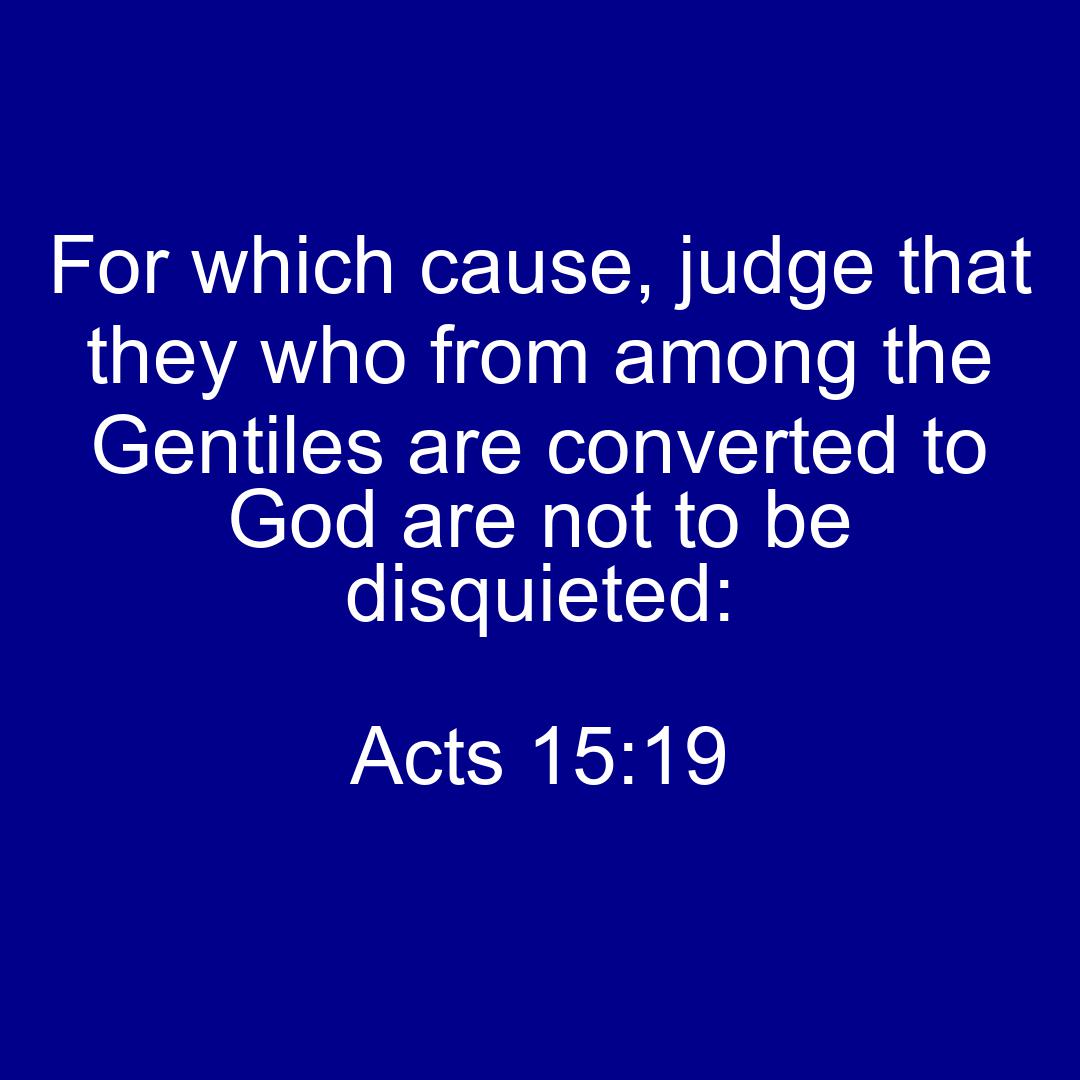 For which cause, judge that
they who from among the
Gentiles are converted to
God are not to be
disquieted:
Acts 15:19